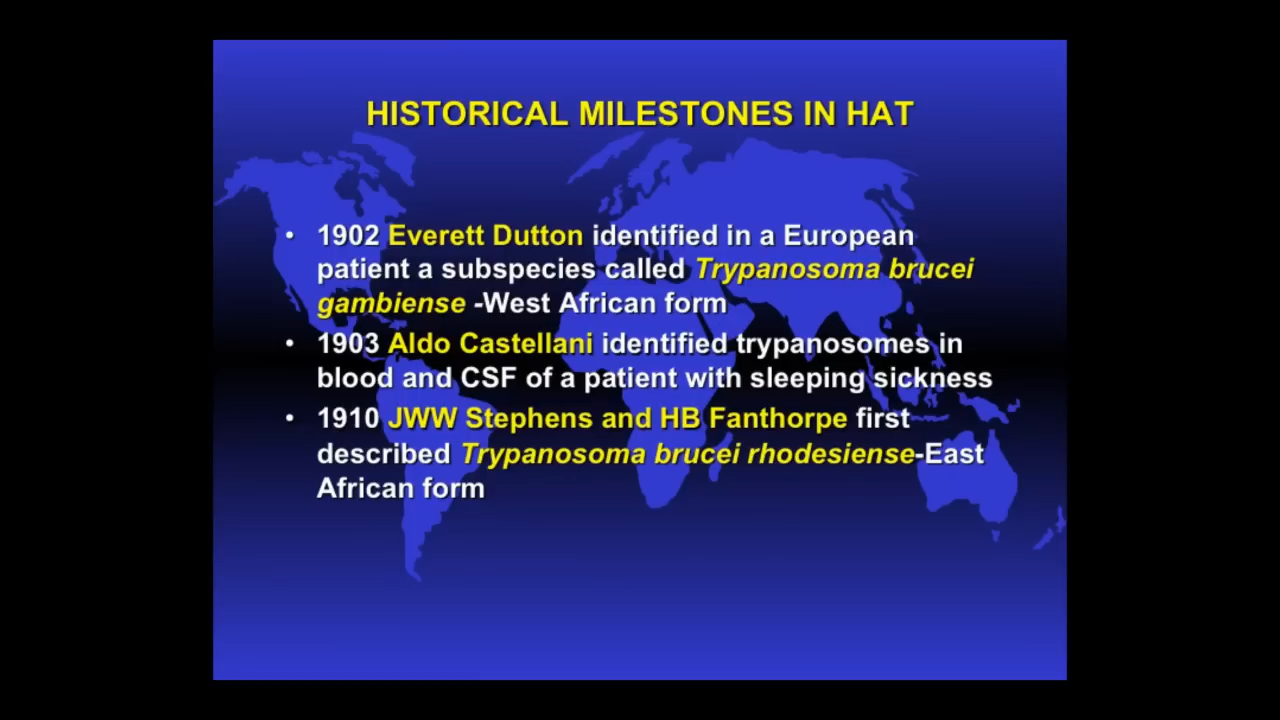 HISTORICAL MILESTONES IN HAT
• 1902 Everett Dutton identified in a European
patient a subspecies called Trypanosoma brucei
gambiense -West African form
• 1903 Aldo Castellani identified trypanosomes in
blood and CSF of a patient with sleeping sickness
• 1910 JWW Stephens and HB Fanthorpe first
described Trypanosoma brucei rhodesiense-East
African form